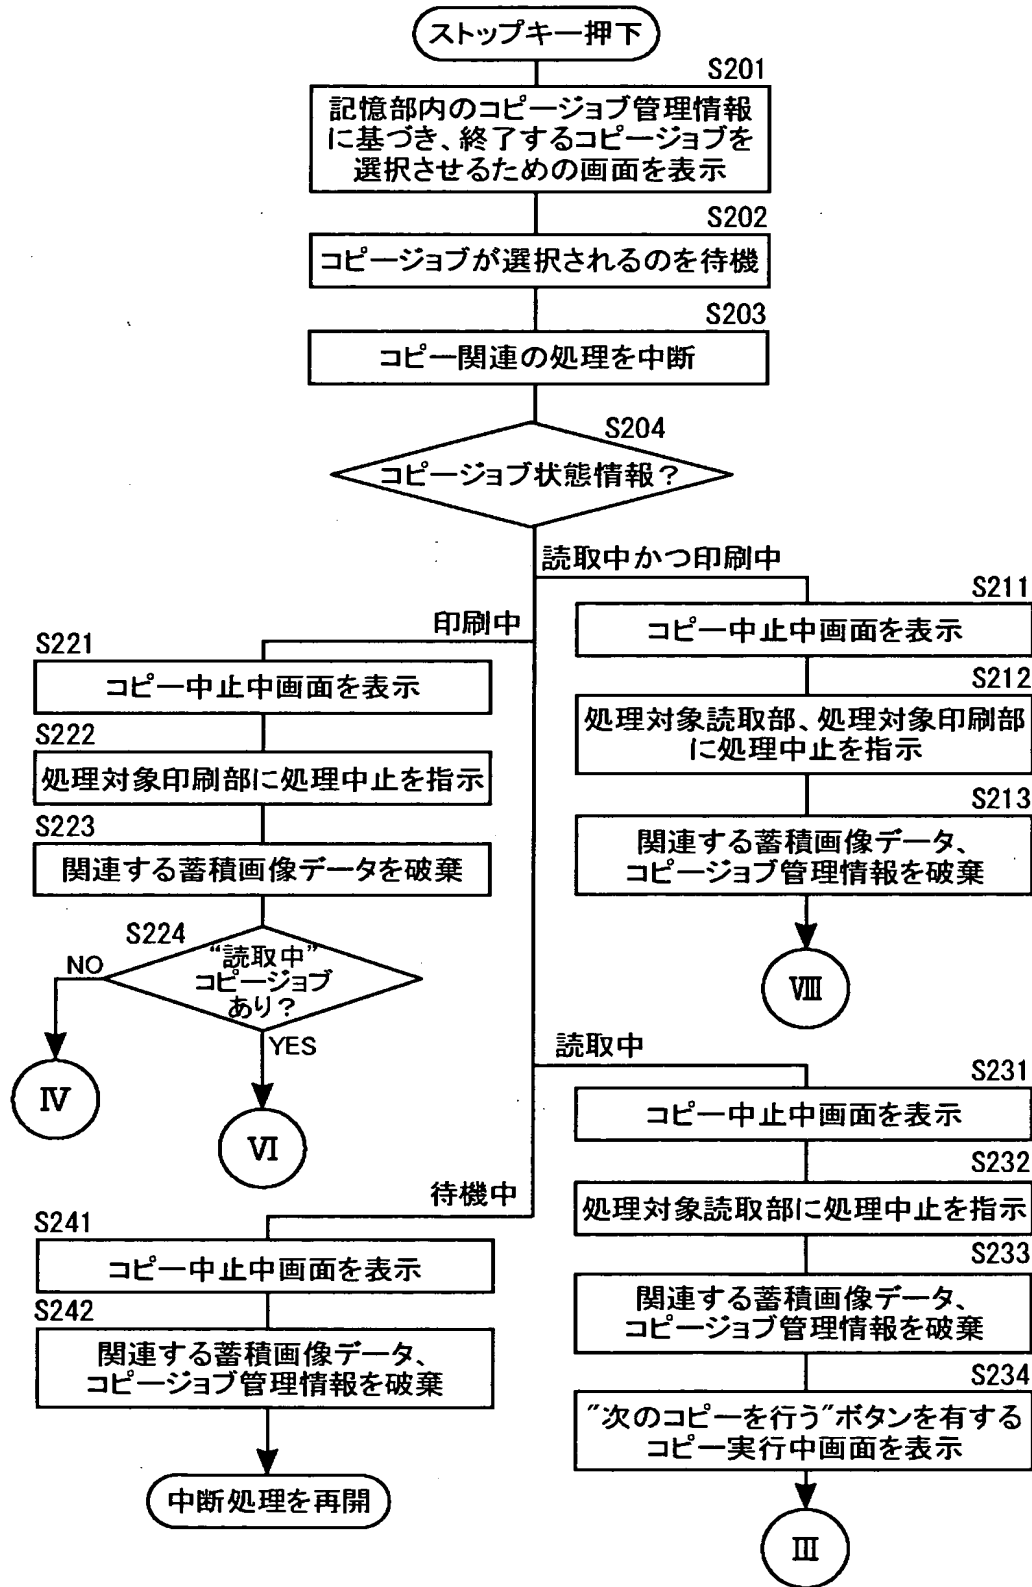 ストップキー押下
S201
記憶部内のコピージョブ管理情報
に基づき、終了するコピージョブを
選択させるための画面を表示
S202
コピージョブが選択されるのを待機
S203
コピー関連の処理を中断
S204
コピージョブ状態情報？
読取中かつ印刷中
S211
コピー中止中画面を表示
S212
処理対象読取部、処理対象印刷部
に処理中止を指示
S213
関連する蓄積画像データ、
コピージョブ管理情報を破棄
Ⅷ
印刷中
S221
コピー中止中画面を表示
S222
処理対象印刷部に処理中止を指示
S223
関連する蓄積画像データを破棄
S224
“読取中”
コピージョブ
あり？
NO
YES
Ⅳ
Ⅵ
読取中
S231
コピー中止中画面を表示
S232
処理対象読取部に処理中止を指示
S233
関連する蓄積画像データ、
コピージョブ管理情報を破棄
S234
”次のコピーを行う”ボタンを有する
コピー実行中画面を表示
Ⅲ
待機中
S241
コピー中止中画面を表示
S242
関連する蓄積画像データ、
コピージョブ管理情報を破棄
中断処理を再開